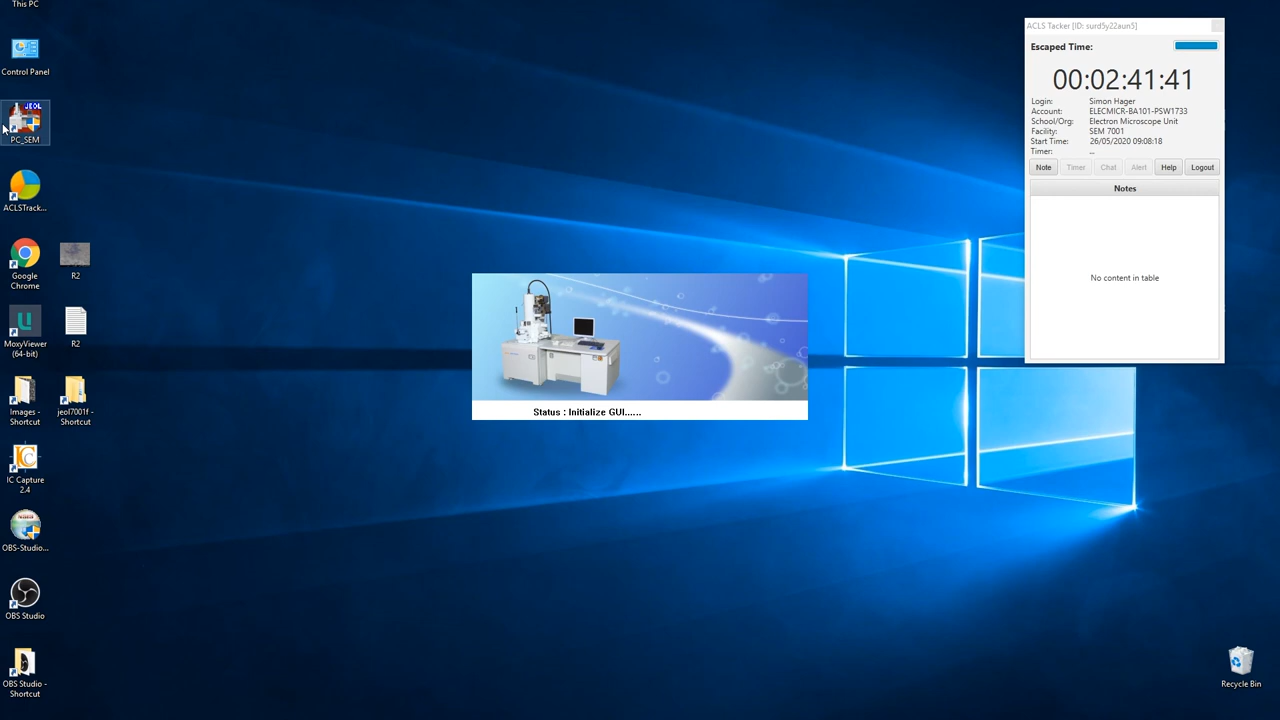 This PC
Control Panel
JEOL
PC_SEM
ACLSTrack...
Google
Chrome
R2
MoxyViewer
(64-bit)
R2
Images -
Shortcut
jeol7001f -
Shortcut
IC Capture
2.4
OBS-Studio...
OBS Studio
OBS Studio -
Shortcut
Status : Initialize GUI......
ACLS Tacker [ID: surd5y22aun5]
Escaped Time:
00:02:41:41
Login: Simon Hager
Account: ELECMICR-BA101-PSW1733
School/Org: Electron Microscope Unit
Facility: SEM 7001
Start Time: 26/05/2020 09:08:18
Timer: --
Note Timer Chat Alert Help Logout
Notes
No content in table
Recycle Bin